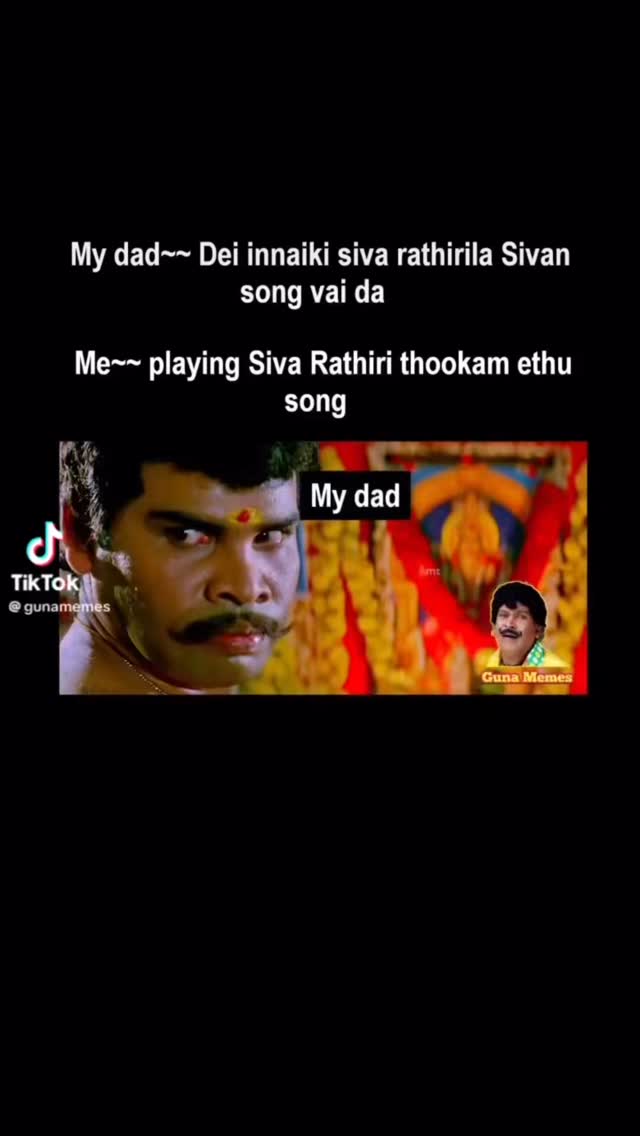 My dad~~ Dei innaiki siva rathirila Sivan
song vai da
Me~~ playing Siva Rathiri thookam ethu
song
My dad
TikTok
@gunamemes
Guna Memes